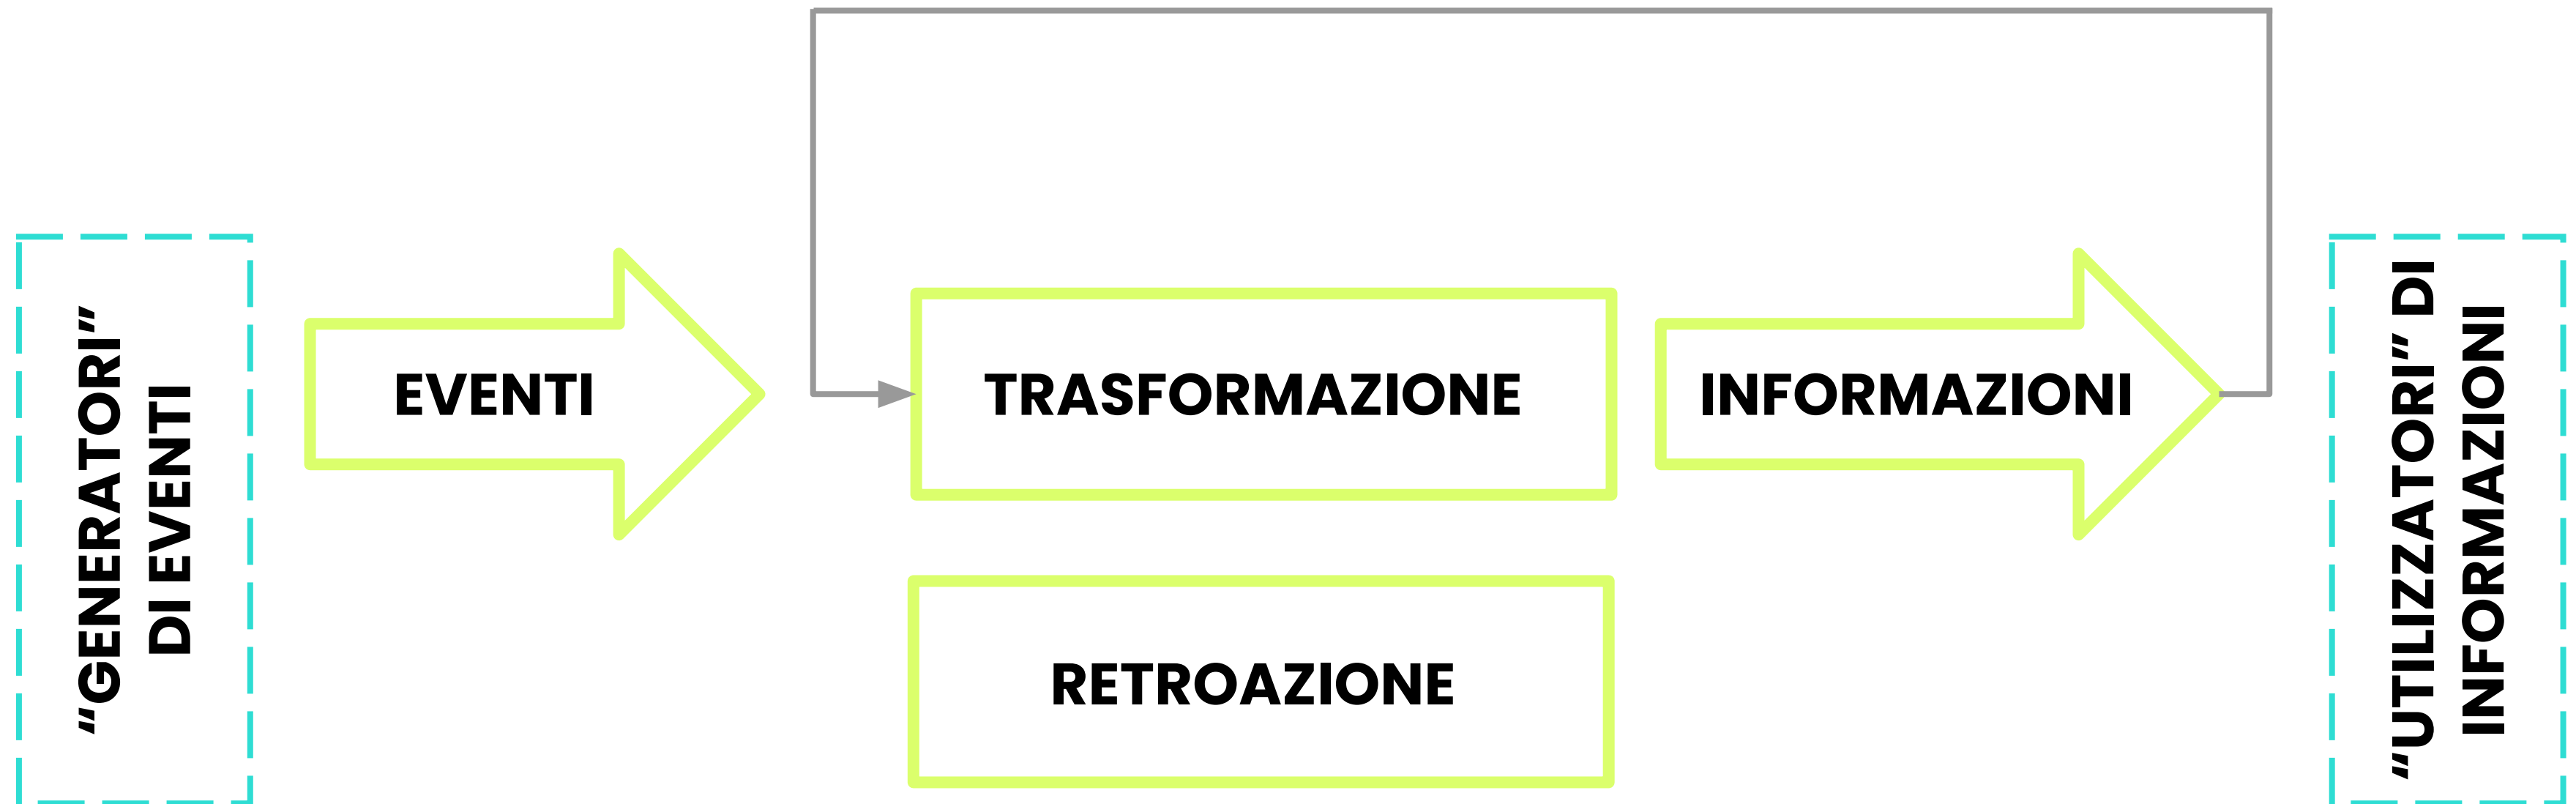 “GENERATORI”
DI EVENTI
EVENTI
TRASFORMAZIONE
INFORMAZIONI
RETROAZIONE
“UTILIZZATORI” DI
INFORMAZIONI